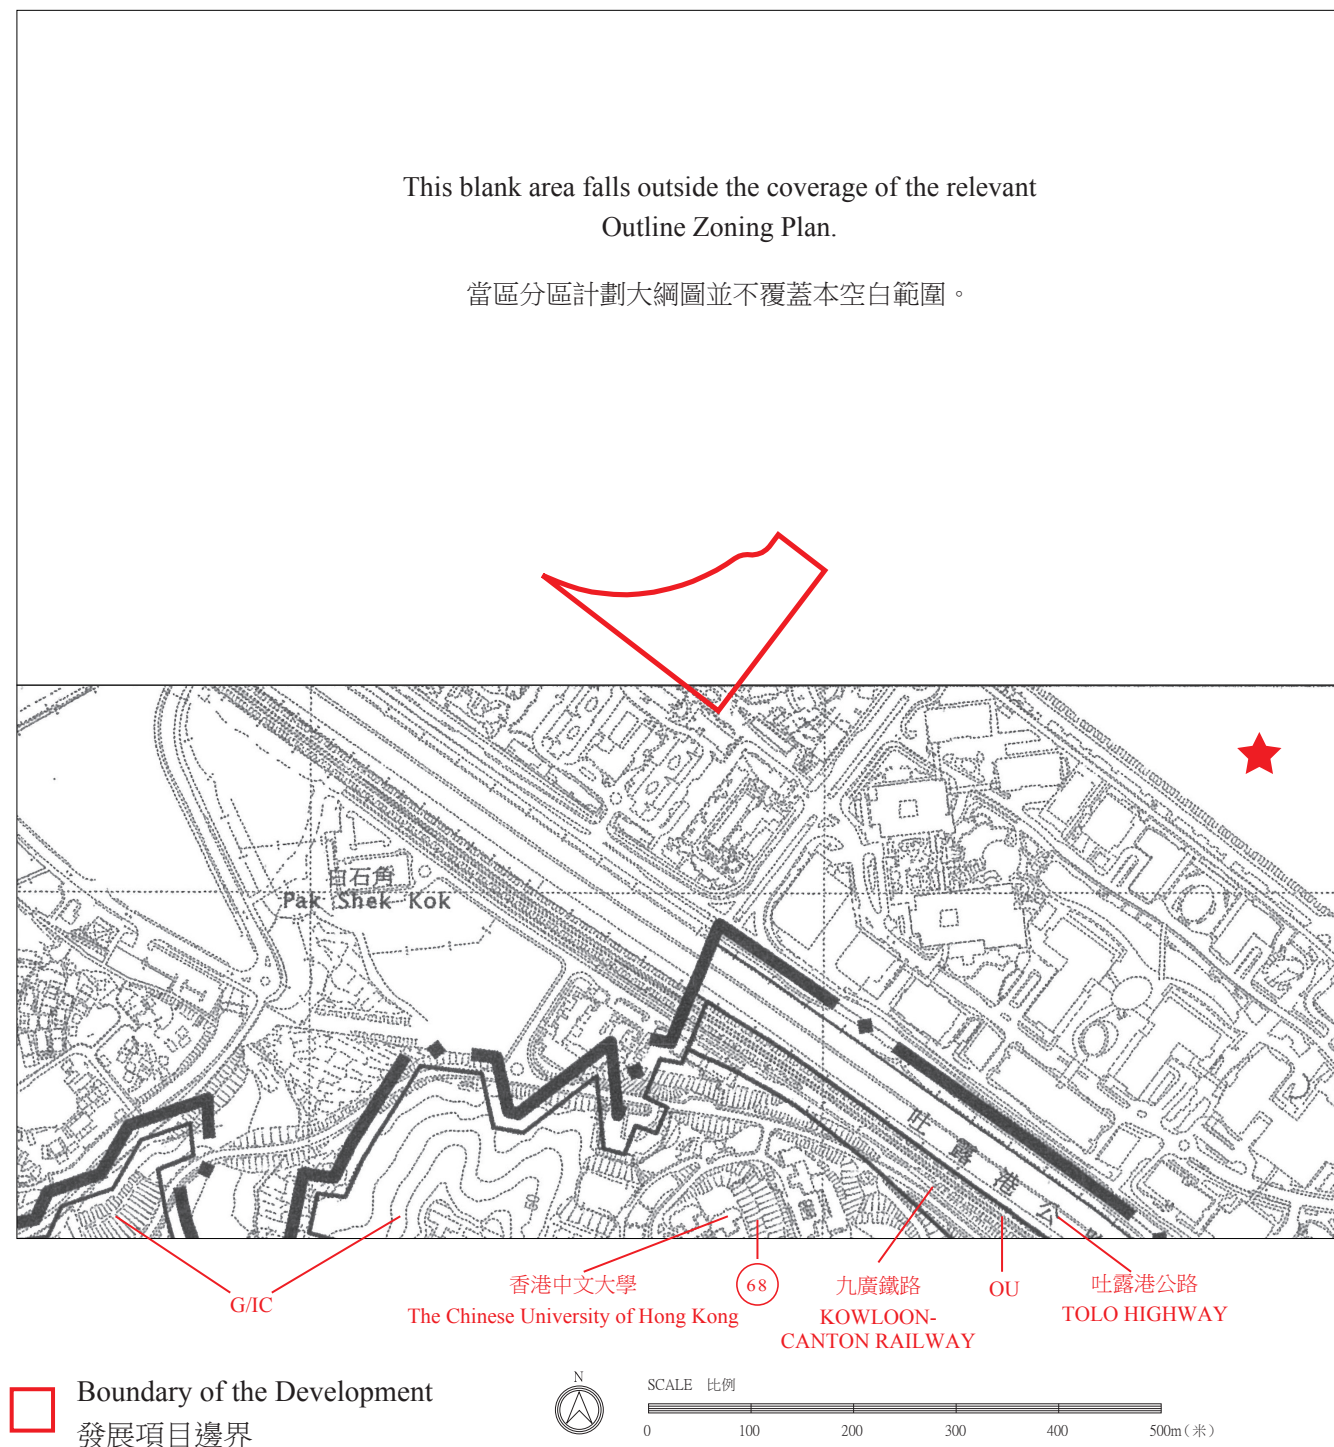 This blank area falls outside the coverage of the relevant
Outline Zoning Plan.
當區分區計劃大綱圖並不覆蓋本空白範圍。
白石角
Pak Shek Kok
吐露港公
G/IC
香港中文大學
The Chinese University of Hong Kong
68
九廣鐵路
KOWLOON-
CANTON RAILWAY
OU
吐露港公路
TOLO HIGHWAY
Boundary of the Development
發展項目邊界
N
SCALE 比例
0 100 200 300 400 500m(米)